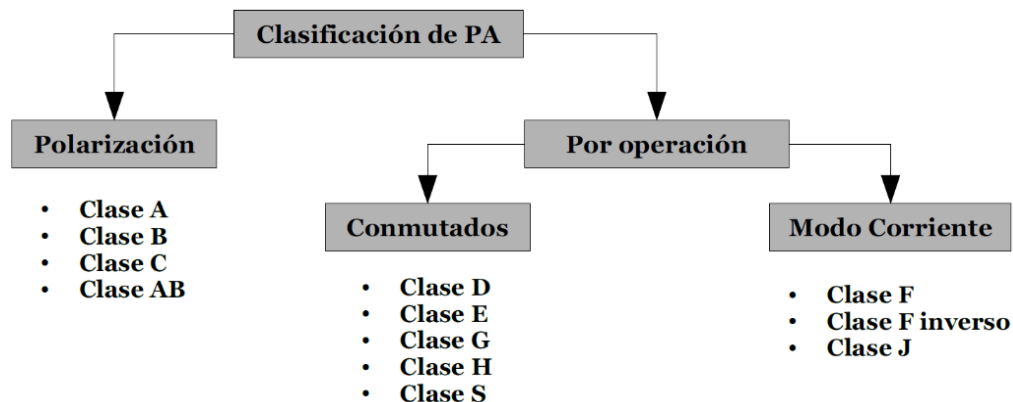 Clasificación de PA
Polarización
Por operación
• Clase A
• Clase B
• Clase C
• Clase AB
Conmutados
Modo Corriente
• Clase D
• Clase E
• Clase G
• Clase H
• Clase S
• Clase F
• Clase F inverso
• Clase J